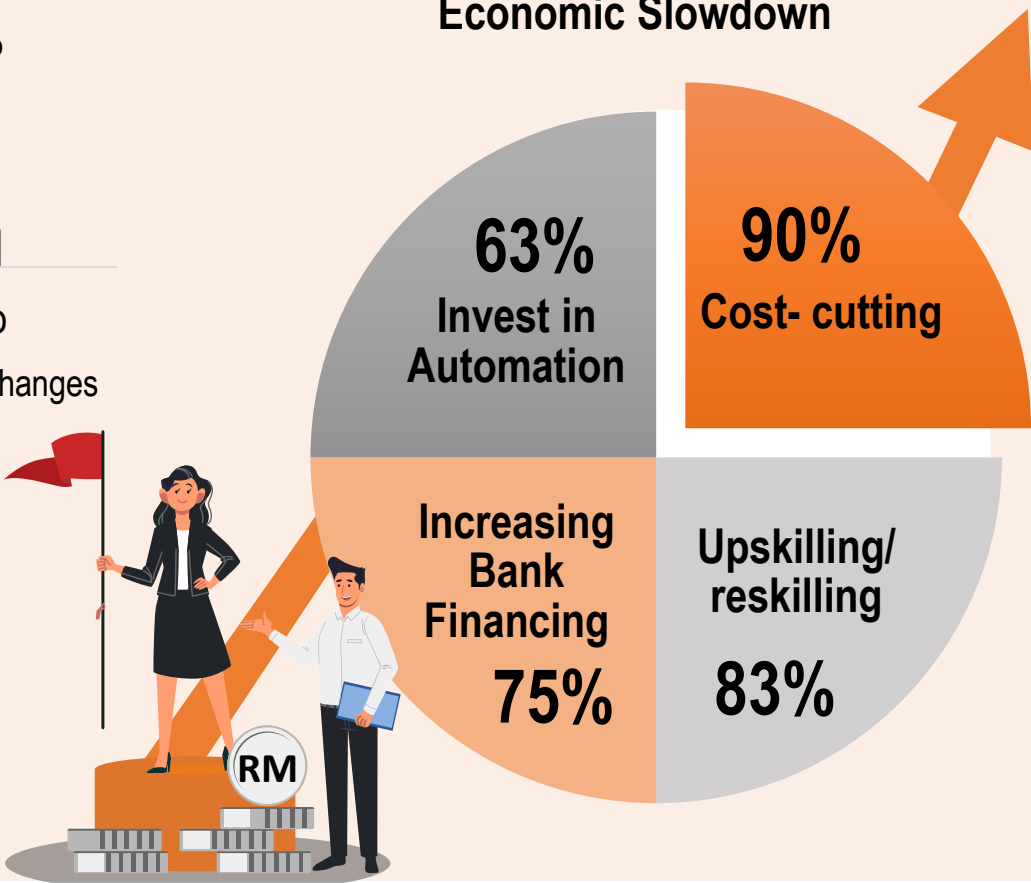 Economic Slowdown
63%
Invest in
Automation
90%
Cost- cutting
hanges
Increasing
Bank
Financing
75%
Upskilling/
reskilling
83%
RM